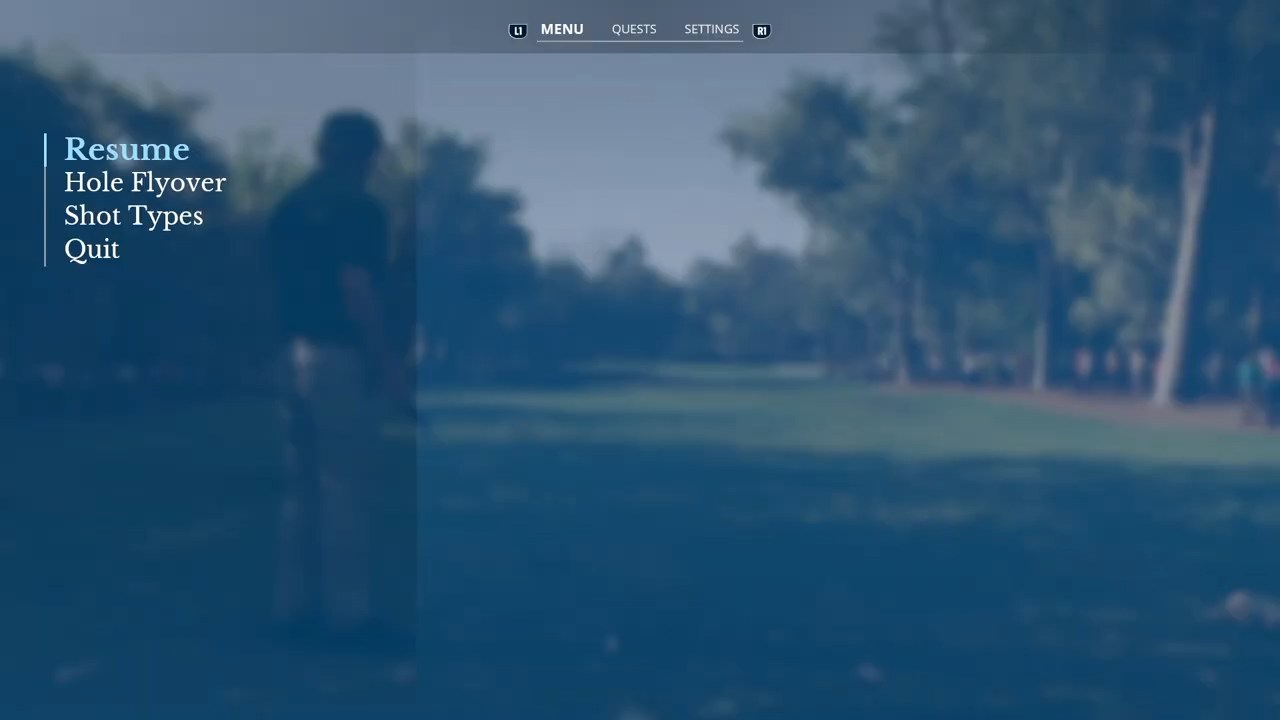 L1 MENU QUESTS SETTINGS R1
Resume
Hole Flyover
Shot Types
Quit